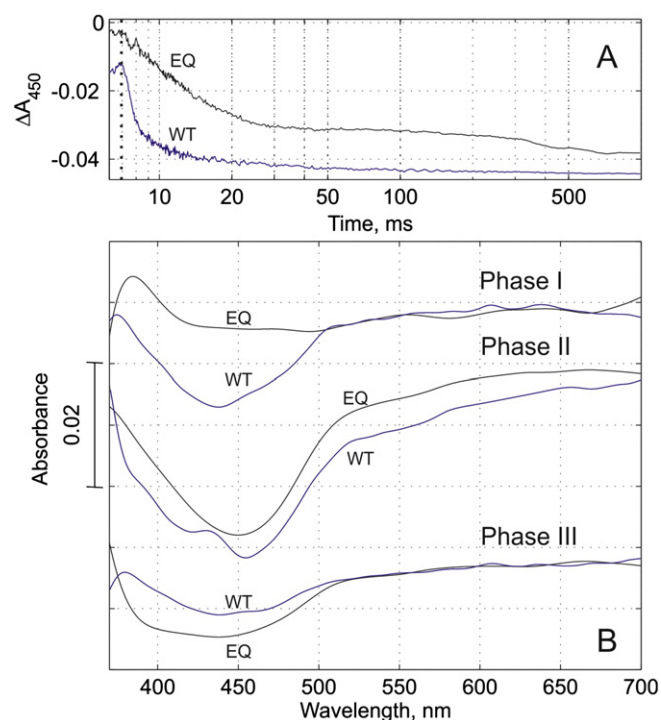 A
0
-0.02
-0.04
ΔA450
EQ
WT
10 20 40 50 100 500
Time, ms
Phase I
EQ
WT
Phase II
EQ
WT
Absorbance
0.02
Phase III
WT
EQ
B
400 450 500 550 600 650 700
Wavelength, nm